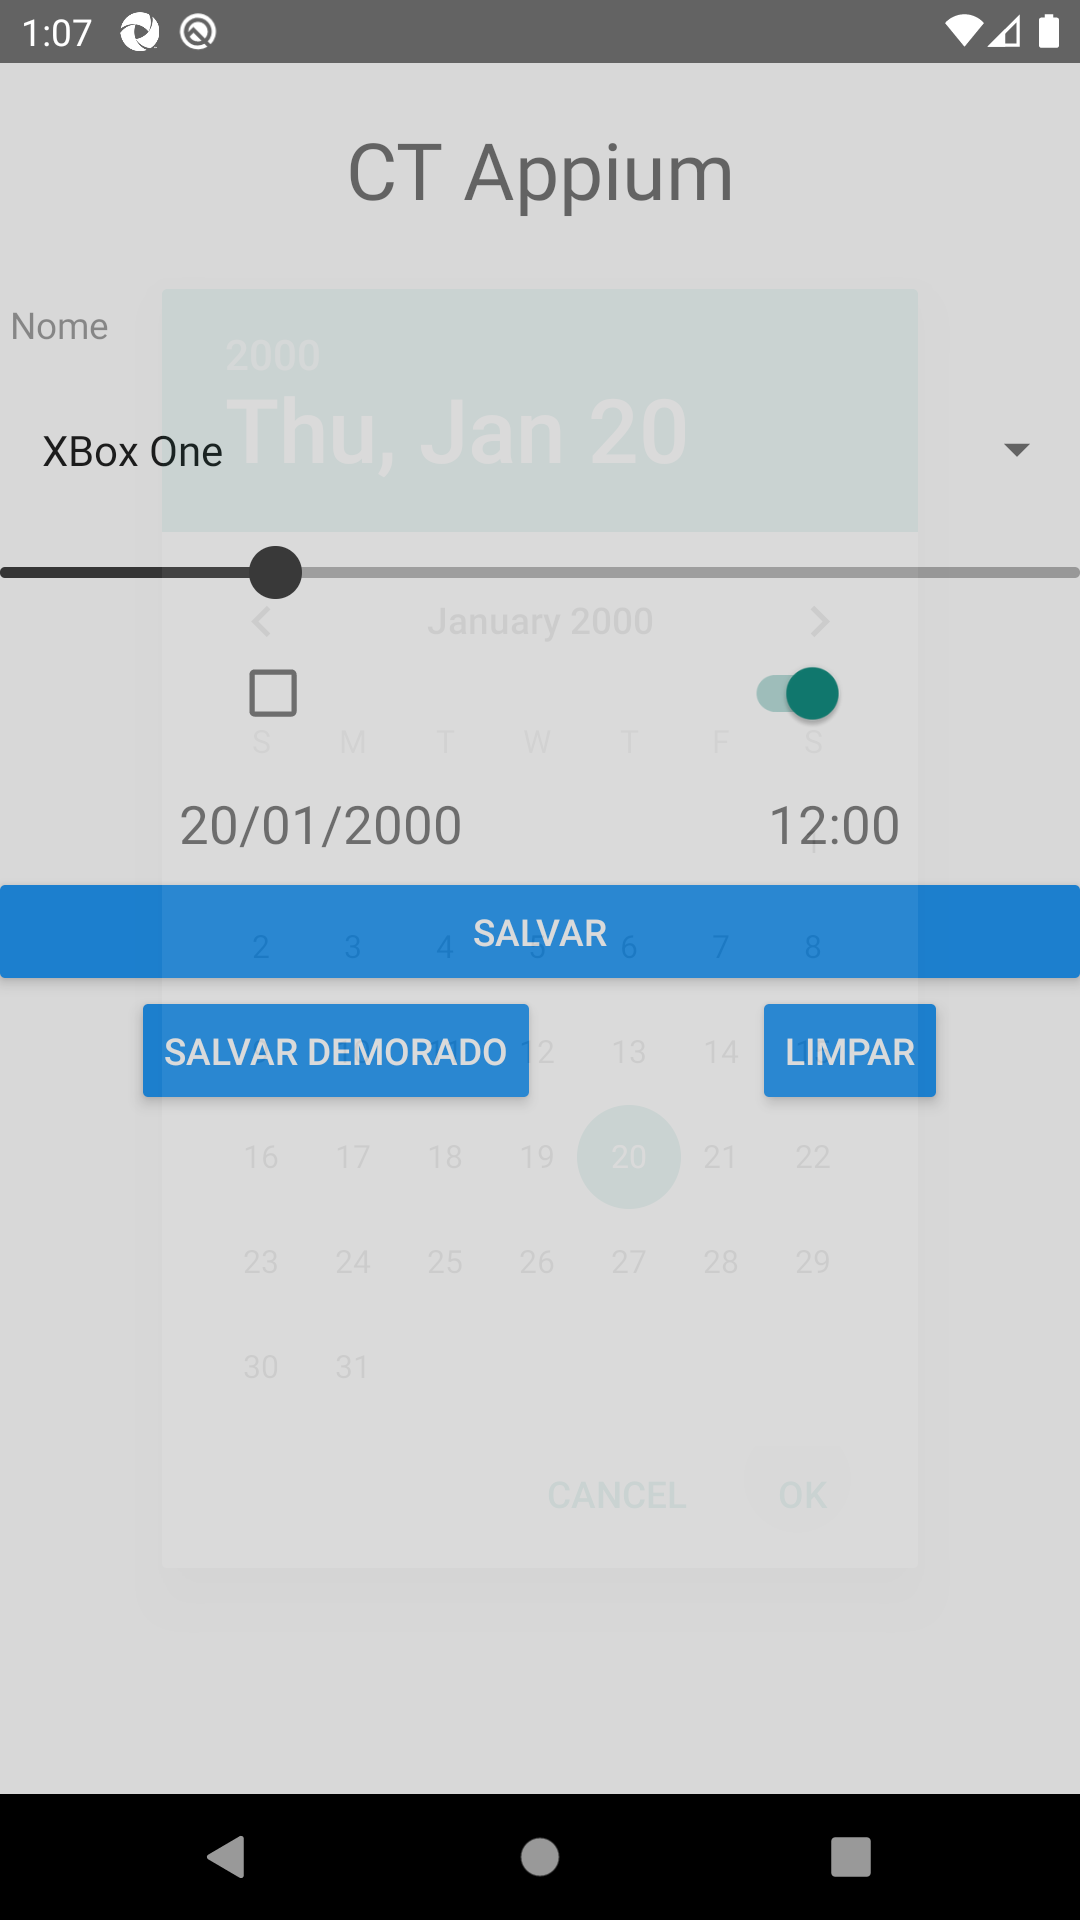 1:07
CT Appium
Nome
2000
Thu, Jan 20
XBox One
January 2000
S M T W T F S
20/01/2000 12:00
SALVAR
2 3 4 5 6 7 8
SALVAR DEMORADO 12 13 14 LIMPAR
16 17 18 19 20 21 22
23 24 25 26 27 28 29
30 31
CANCEL OK